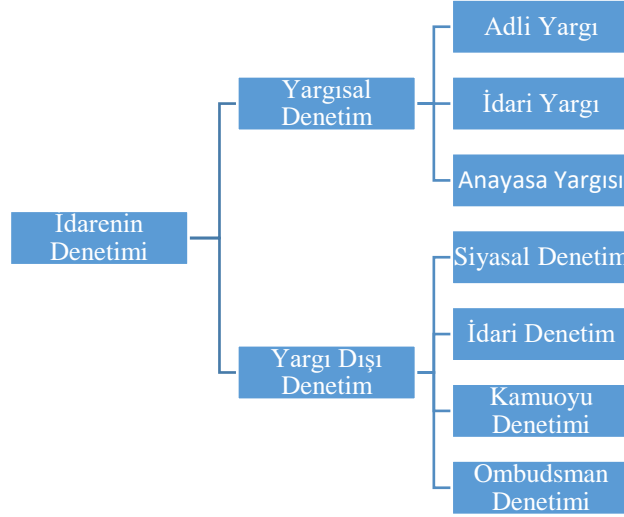 Idarenin
Denetimi
Yargısal
Denetim
Adli Yargı
İdari Yargı
Anayasa Yargısı
Yargı Dışı
Denetim
Siyasal Denetim
İdari Denetim
Kamuoyu
Denetimi
Ombudsman
Denetimi